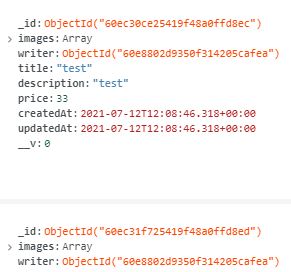 _id: ObjectId("60ec30ce25419f48a0ffd8ec")
> images: Array
writer: ObjectId("60e8802d9350f314205cafea")
title: "test"
description: "test"
price: 33
createdAt: 2021-07-12T12:08:46.318+00:00
updatedAt: 2021-07-12T12:08:46.318+00:00
__v: 0
_id: ObjectId("60ec31f725419f48a0ffd8ed")
> images: Array
writer: ObjectId("60e8802d9350f314205cafea")